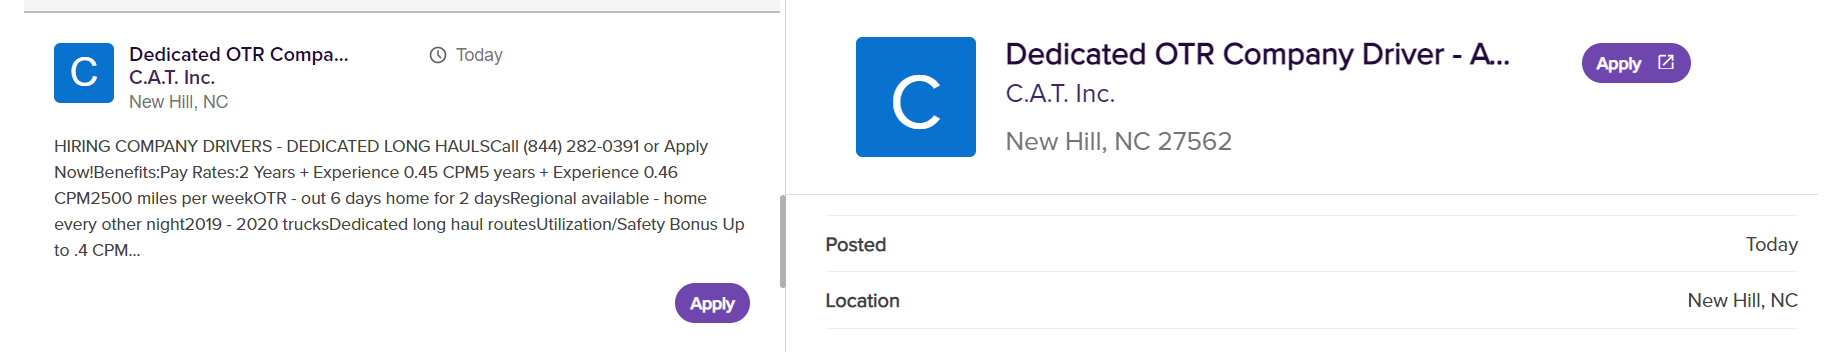 C
Dedicated OTR Compa...
Today
C.A.T. Inc.
New Hill, NC
HIRING COMPANY DRIVERS - DEDICATED LONG HAULSCall (844) 282-0391 or Apply
Now!Benefits:Pay Rates:2 Years + Experience 0.45 CPM5 years + Experience 0.46
CPM2500 miles per weekOTR - out 6 days home for 2 daysRegional available - home
every other night2019 - 2020 trucksDedicated long haul routesUtilization/Safety Bonus Up
to .4 CPM...
Apply
C
Dedicated OTR Company Driver - A...
Apply
C.A.T. Inc.
New Hill, NC 27562
Posted
Today
Location
New Hill, NC